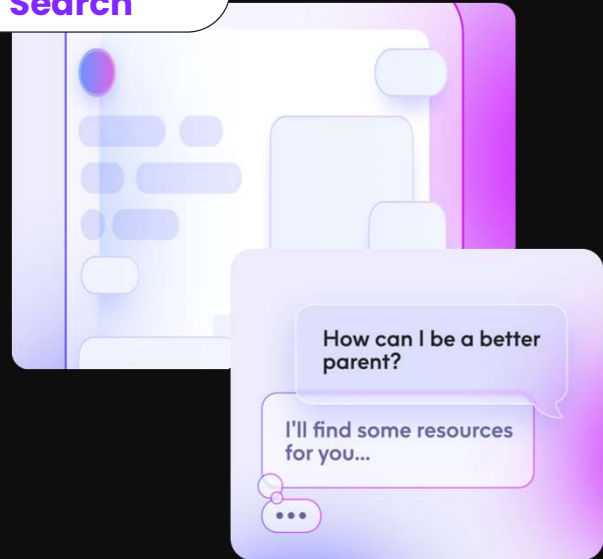 Search
How can I be a better
parent?
I'll find some resources
for you...